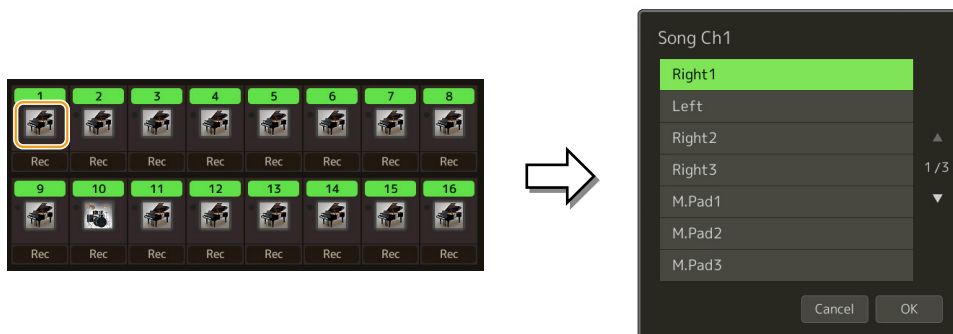 1 2 3 4 5 6 7 8
Rec Rec Rec Rec Rec Rec Rec Rec
9 10 11 12 13 14 15 16
Rec Rec Rec Rec Rec Rec Rec Rec
Song Ch1
Right1
Left
Right2
Right3
1/3
M.Pad1
M.Pad2
M.Pad3
Cancel OK